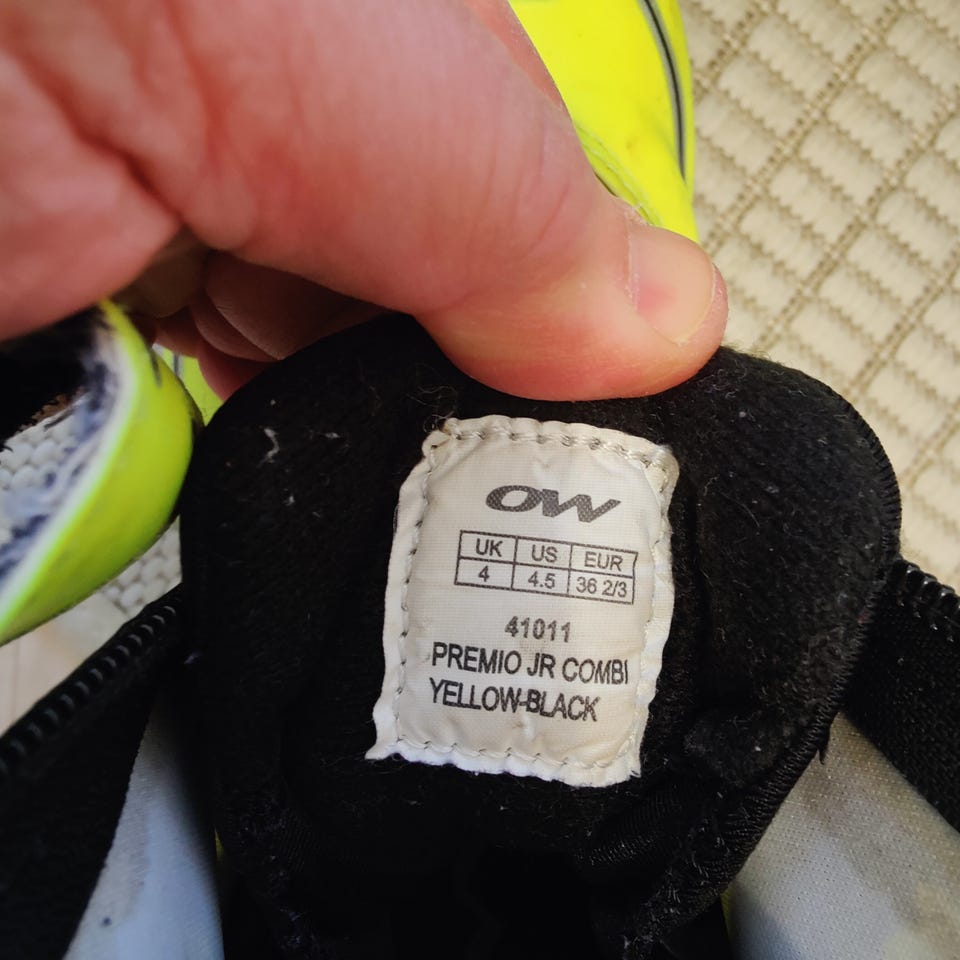 OW
UK US EUR
4 4.5 36 2/3
41011
PREMIO JR COMBI
YELLOW-BLACK